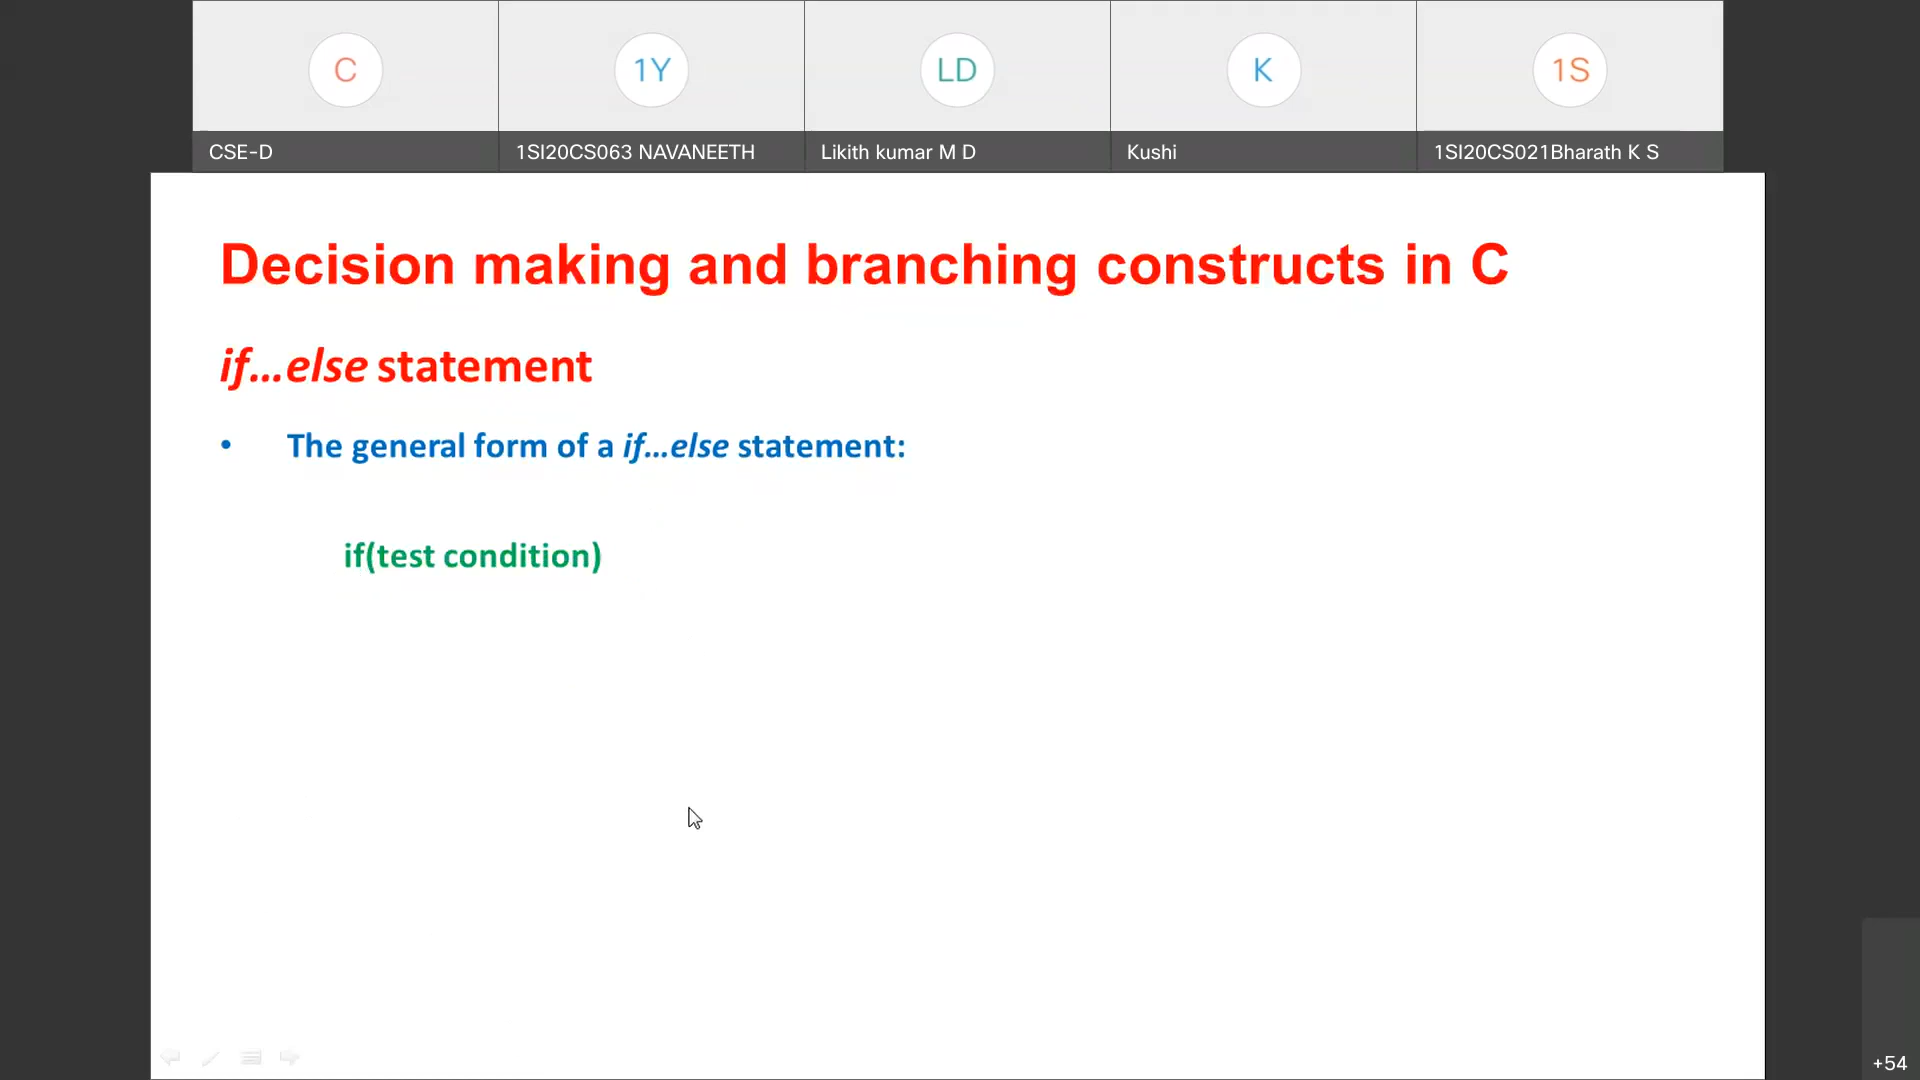 C
1Y
LD
K
1S
CSE-D
1SI20CS063 NAVANEETH
Likith kumar M D
Kushi
1SI20CS021Bharath K S
Decision making and branching constructs in C
if...else statement
• The general form of a if...else statement:
if(test condition)
+54